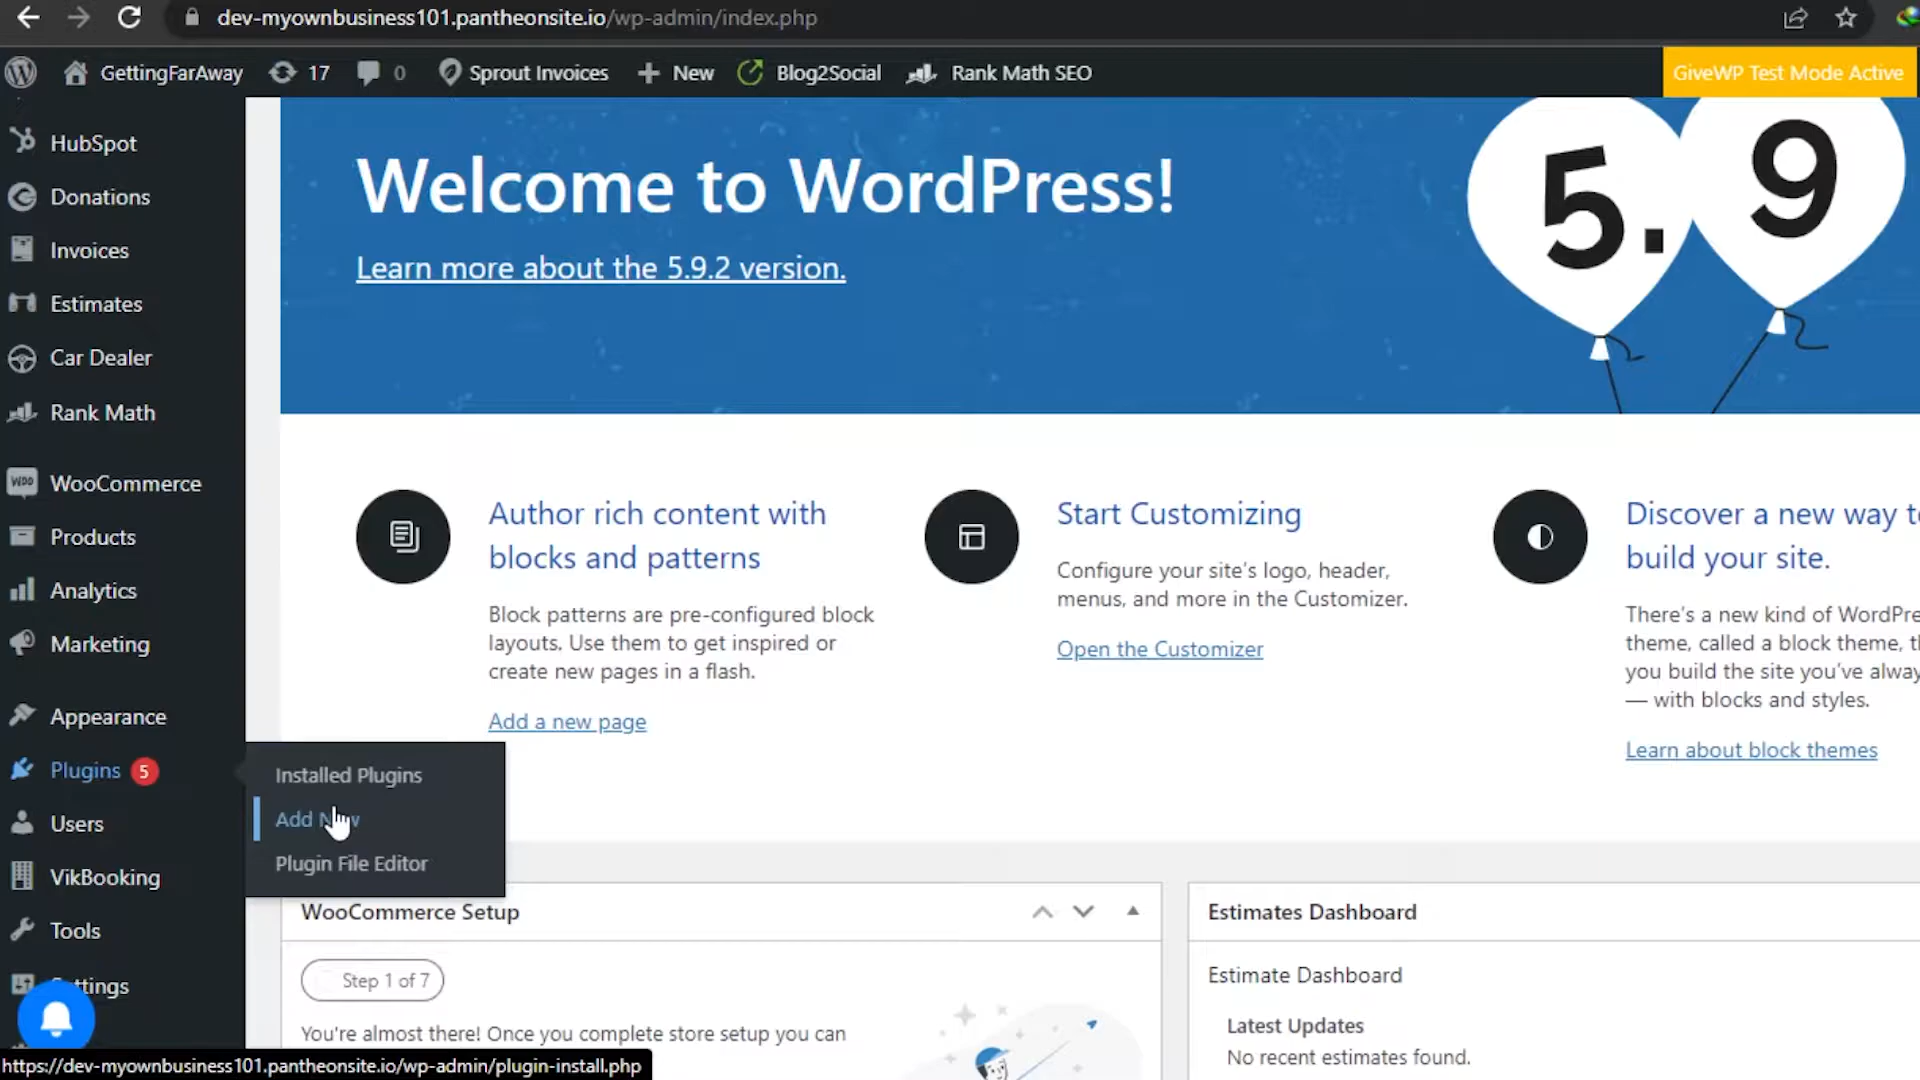 dev-myownbusiness101.pantheonsite.io/wp-admin/index.php
GettingFarAway 17 0 Sprout Invoices New Blog2Social Rank Math SEO GiveWP Test Mode Active
HubSpot
Donations
Invoices
Estimates
Car Dealer
Rank Math
WooCommerce
Products
Analytics
Marketing
Appearance
Plugins 5
Users
VikBooking
Tools
Settings
Installed Plugins
Add New
Plugin File Editor
Welcome to WordPress!
Learn more about the 5.9.2 version.
5.9
Author rich content with
blocks and patterns
Block patterns are pre-configured block
layouts. Use them to get inspired or
create new pages in a flash.
Add a new page
Start Customizing
Configure your site's logo, header,
menus, and more in the Customizer.
Open the Customizer
Discover a new way
build your site.
There's a new kind of
theme, called a block theme,
you build the site you've
— with blocks and styles.
Learn about block themes
WooCommerce Setup
Step 1 of 7
You're almost there! Once you complete store setup you can
Estimates Dashboard
Estimate Dashboard
Latest Updates
No recent estimates found.
https://dev-myownbusiness101.pantheonsite.io/wp-admin/plugin-install.php